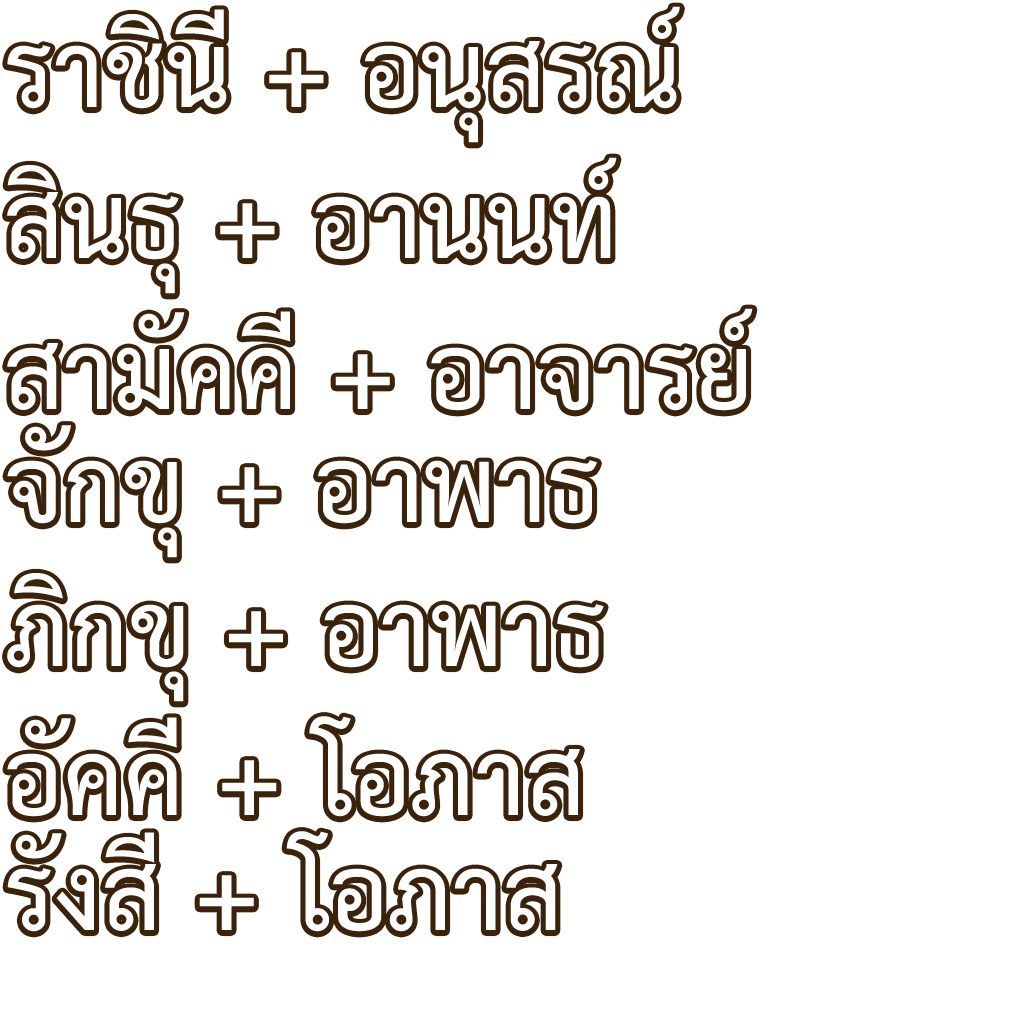 ราชินี + อนุสรณ์
สินธุ + อานนท์
สามัคคี + อาจารย์
จักขุ + อาพาธ
ภิกขุ + อาพาธ
อัคคี + โอภาส
รังสี + โอภาส